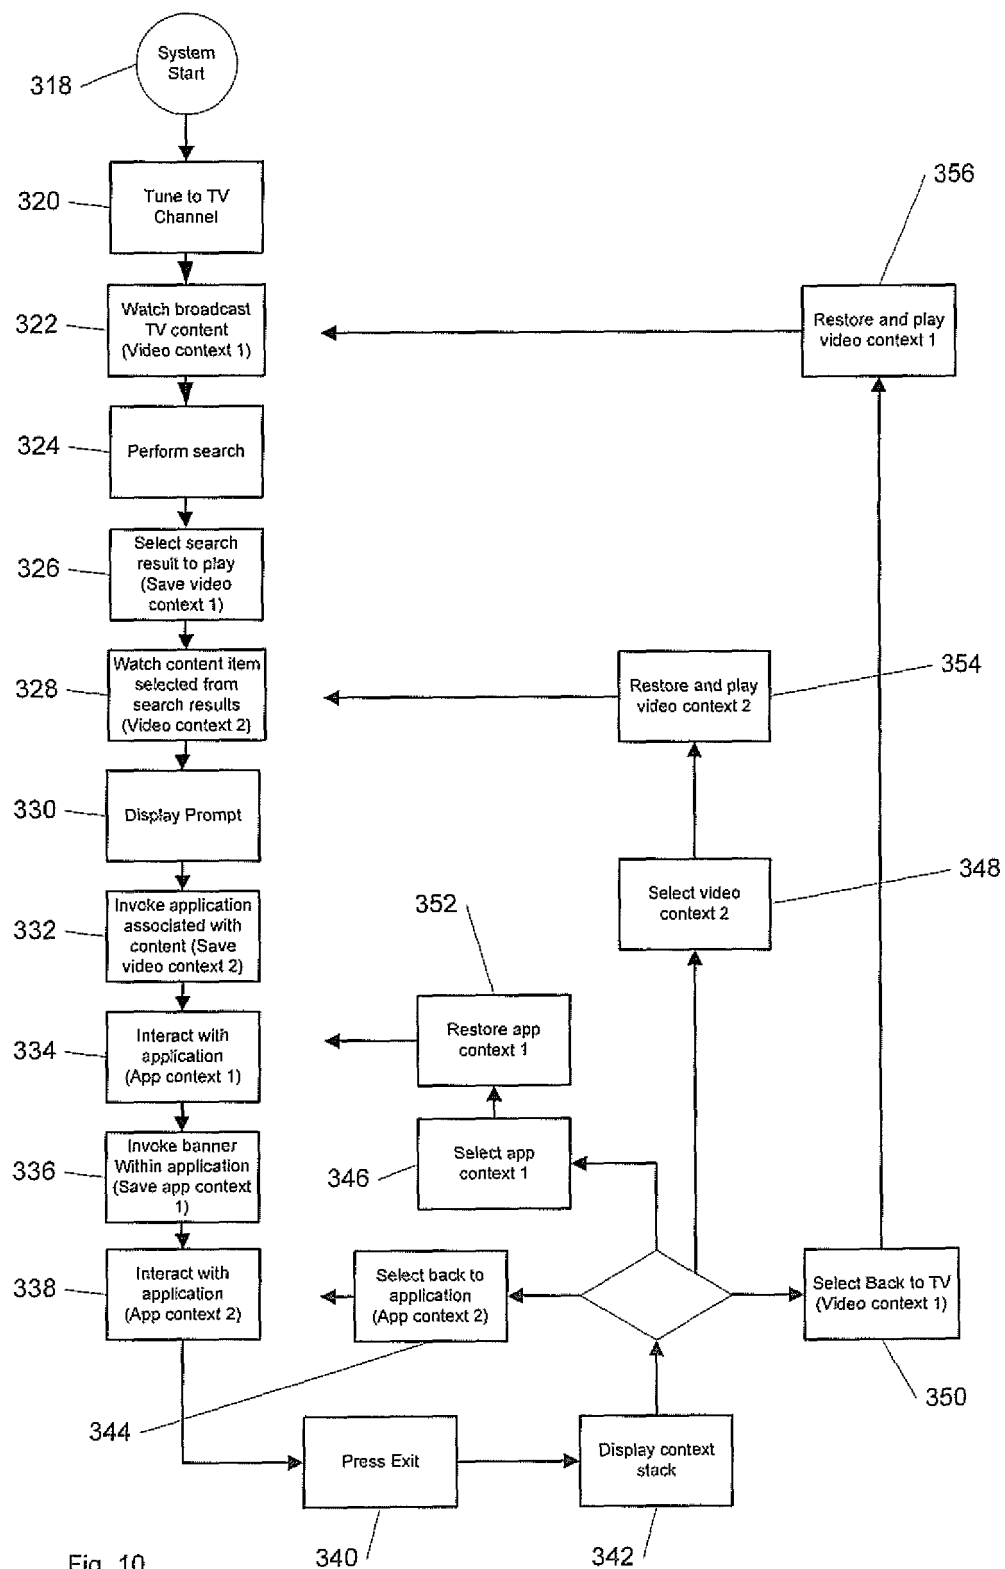 System
Start
318
Tune to TV
Channel
320
356
Watch broadcast
TV content
(Video context 1)
322
Restore and play
video context 1
324
Perform search
326
Select search
result to play
(Save video
context 1)
328
Watch content item
selected from
search results
(Video context 2)
Restore and play
video context 2
354
330
Display Prompt
332
Invoke application
associated with
content (Save
video context 2)
352
Select video
context 2
348
334
Interact with
application
(App context 1)
Restore app
context 1
336
Invoke banner
Within application
(Save app context
1)
346
Select app
context 1
338
Interact with
application
(App context 2)
Select back to
application
(App context 2)
Select Back to TV
(Video context 1)
350
344
Press Exit
Display context
stack
340
342
Fig. 10